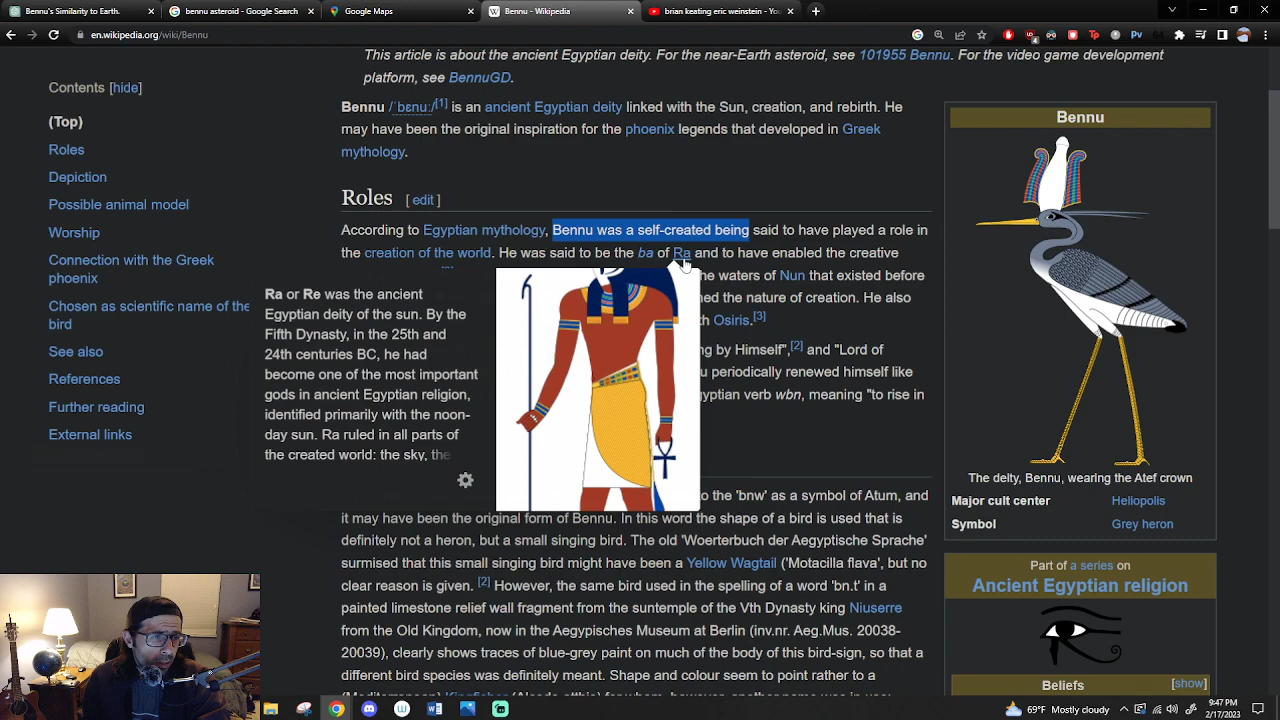 Bennu's Similarity to Earth.
bennu asteroid - Google Search
Google Maps
Bennu - Wikipedia
brian keating eric weinstein - You
en.wikipedia.org/wiki/Bennu
This article is about the ancient Egyptian deity. For the near-Earth asteroid, see 101955 Bennu. For the video game development
platform, see BennuGD.
Contents [hide]
(Top)
Roles
Depiction
Possible animal model
Worship
Connection with the Greek
phoenix
Chosen as scientific name of the
bird
See also
References
Further reading
External links
Bennu /ˈbɛnuː/[1] is an ancient Egyptian deity linked with the Sun, creation, and rebirth. He
may have been the original inspiration for the phoenix legends that developed in Greek
mythology.
Roles [ edit ]
According to Egyptian mythology, Bennu was a self-created being said to have played a role in
the creation of the world. He was said to be the ba of Ra and to have enabled the creative
the waters of Nun that existed before
ed the nature of creation. He also
th Osiris.[3]
ng by Himself",[2] and "Lord of
u periodically renewed himself like
gyptian verb wbn, meaning "to rise in
Ra or Re was the ancient
Egyptian deity of the sun. By the
Fifth Dynasty, in the 25th and
24th centuries BC, he had
become one of the most important
gods in ancient Egyptian religion,
identified primarily with the noon-
day sun. Ra ruled in all parts of
the created world: the sky, the
to the 'bnw' as a symbol of Atum, and
it may have been the original form of Bennu. In this word the shape of a bird is used that is
definitely not a heron, but a small singing bird. The old 'Woerterbuch der Aegyptische Sprache'
surmised that this small singing bird might have been a Yellow Wagtail ('Motacilla flava', but no
clear reason is given. [2] However, the same bird used in the spelling of a word 'bn.t' in a
painted limestone relief wall fragment from the suntemple of the Vth Dynasty king Niuserre
from the Old Kingdom, now in the Aegypisches Museum at Berlin (inv.nr. Aeg.Mus. 20038-
20039), clearly shows traces of blue-grey paint on much of the body of this bird-sign, so that a
different bird species was definitely meant. Shape and colour seem to point rather to a
Bennu
The deity, Bennu, wearing the Atef crown
Major cult center Heliopolis
Symbol Grey heron
Part of a series on
Ancient Egyptian religion
Beliefs [show]
69°F Mostly cloudy
9:47 PM
2/17/2023